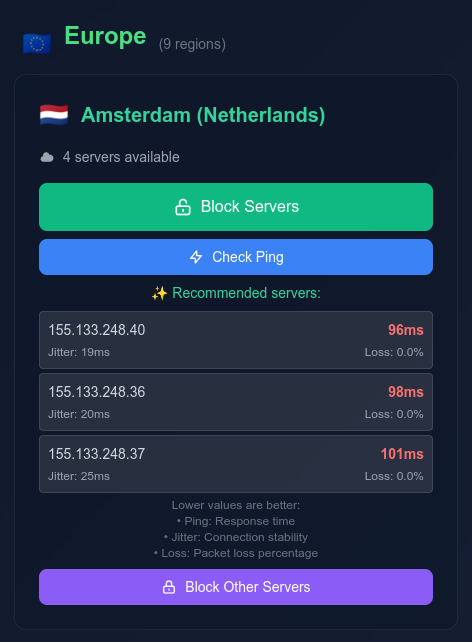 Europe (9 regions)
Amsterdam (Netherlands)
4 servers available
Block Servers
Check Ping
✨ Recommended servers:
155.133.248.40 96ms
Jitter: 19ms Loss: 0.0%
155.133.248.36 98ms
Jitter: 20ms Loss: 0.0%
155.133.248.37 101ms
Jitter: 25ms Loss: 0.0%
Lower values are better:
• Ping: Response time
• Jitter: Connection stability
• Loss: Packet loss percentage
Block Other Servers